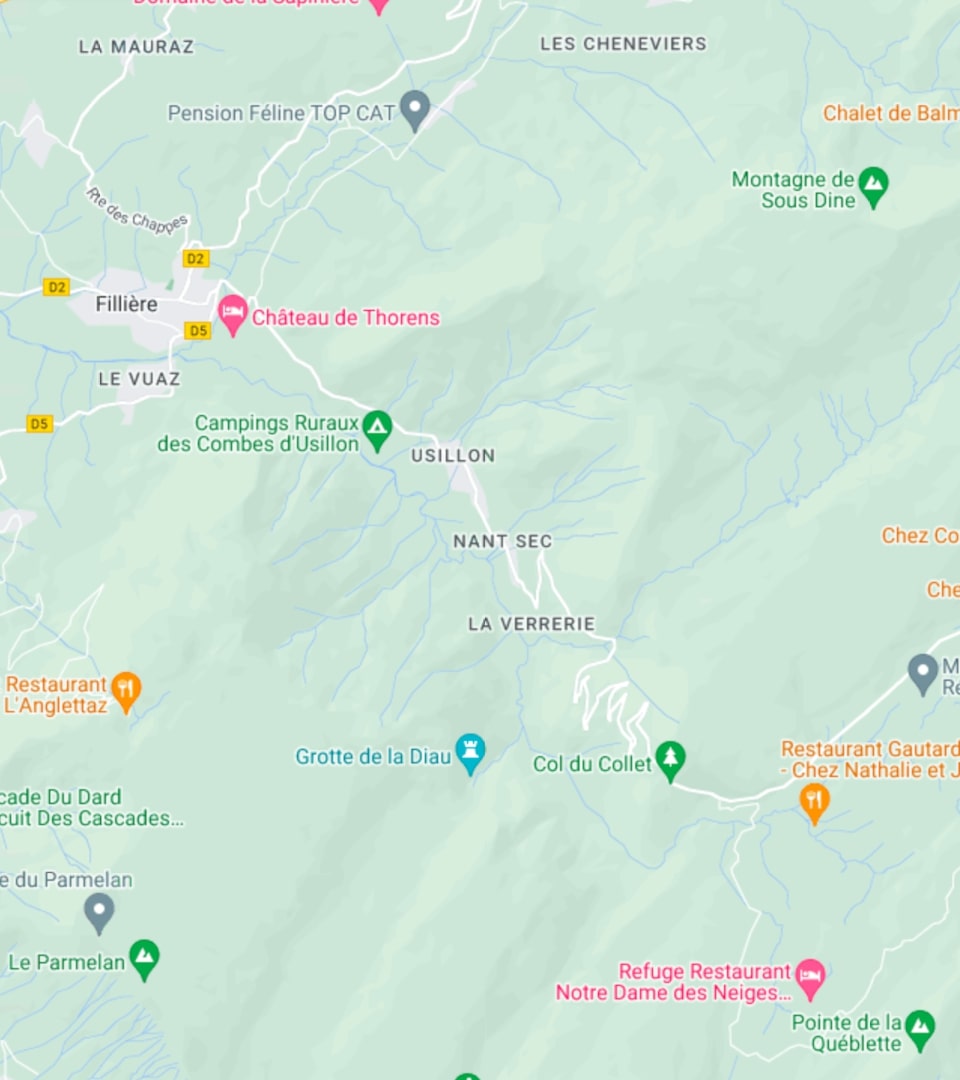 Domaine de la Sapinière
LA MAURAZ
LES CHENEVIERS
Pension Féline TOP CAT
Chalet de Balm
Montagne de
Sous Dine
Rte des Chappes
D2
D2
Fillière
Château de Thorens
D5
LE VUAZ
D5
Campings Ruraux
des Combes d'Usillon
USILLON
Chez Co
NANT SEC
Che
LA VERRERIE
M
Re
Restaurant
L'Anglettaz
Grotte de la Diau
Col du Collet
Restaurant Gautard
- Chez Nathalie et J
cade Du Dard
cuit Des Cascades...
e du Parmelan
Le Parmelan
Refuge Restaurant
Notre Dame des Neiges...
Pointe de la
Québlette